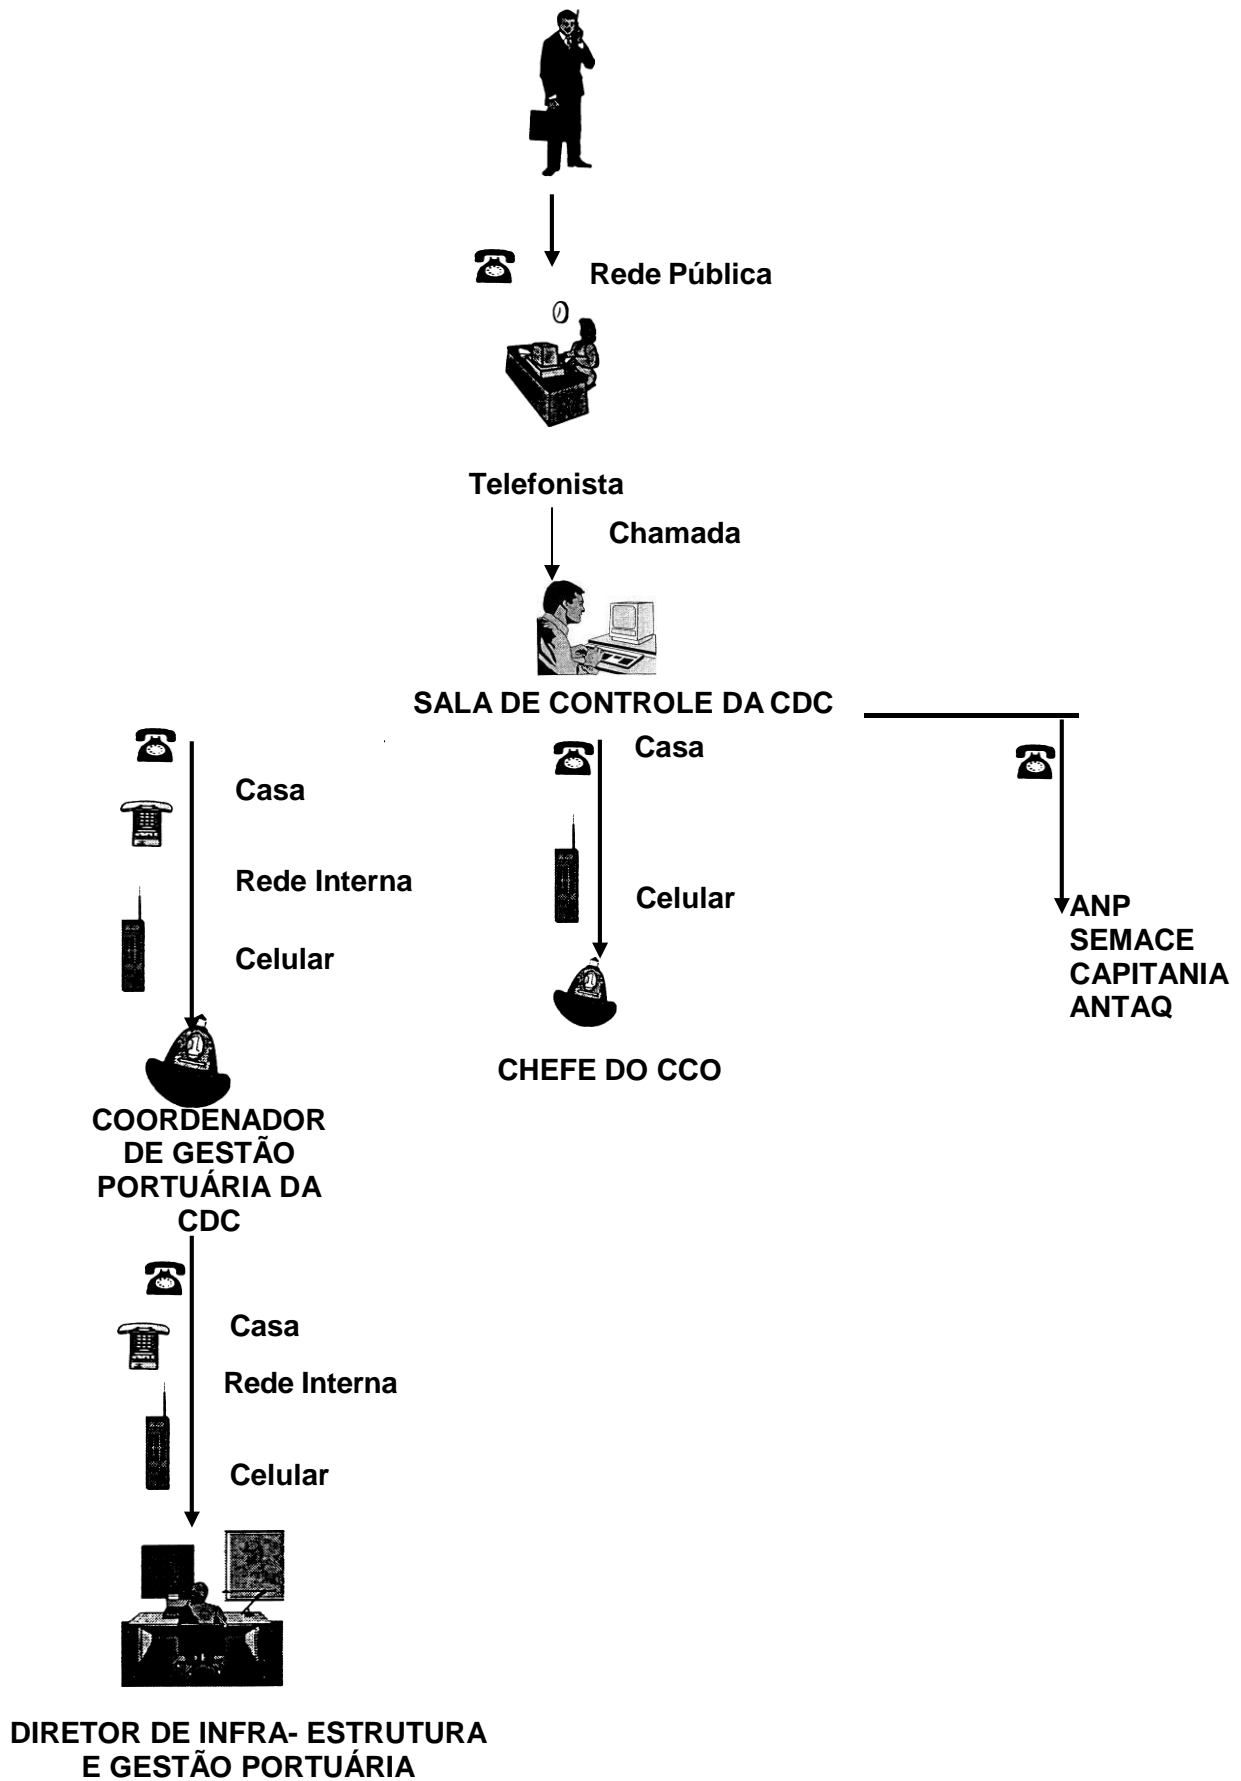 Rede Pública
Telefonista
Chamada
SALA DE CONTROLE DA CDC
Casa
Rede Interna
Celular
COORDENADOR
DE GESTÃO
PORTUÁRIA DA
CDC
Casa
Rede Interna
Celular
DIRETOR DE INFRA- ESTRUTURA
E GESTÃO PORTUÁRIA
Casa
Celular
CHEFE DO CCO
ANP
SEMACE
CAPITANIA
ANTAQ